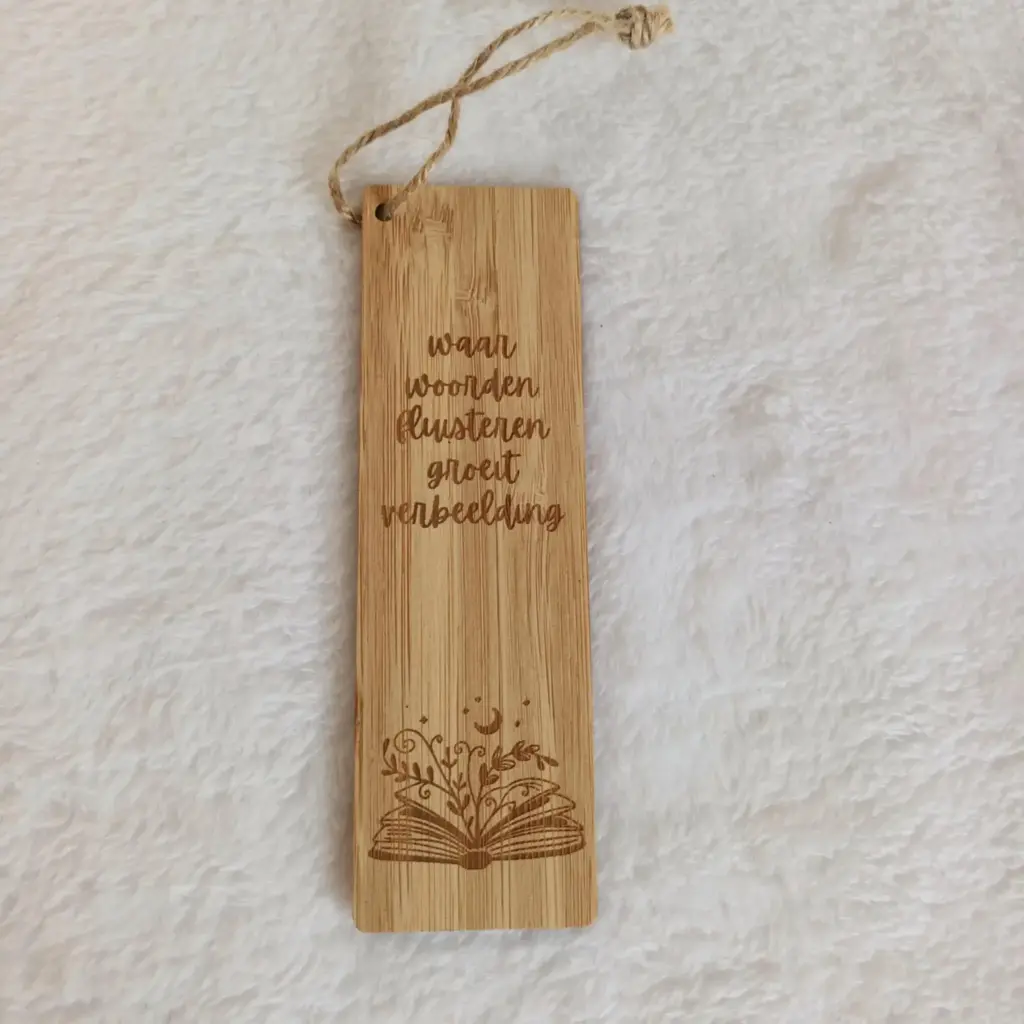 waar
woorden
fluisteren
groeit
verbeelding